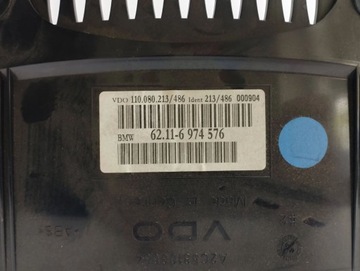 VDO 110.080.213/486 Ident 213/486 000904
BMW 62.11-6 974 576
VDO